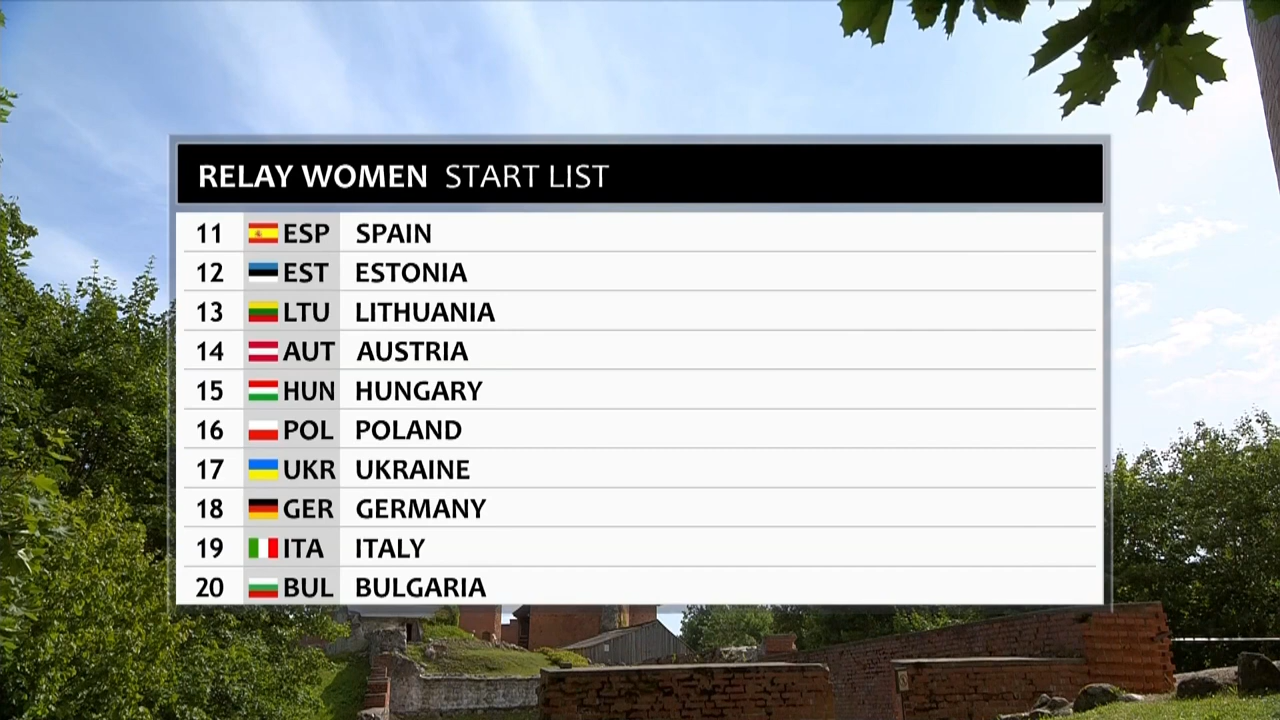 RELAY WOMEN START LIST
11 ESP SPAIN
12 EST ESTONIA
13 LTU LITHUANIA
14 AUT AUSTRIA
15 HUN HUNGARY
16 POL POLAND
17 UKR UKRAINE
18 GER GERMANY
19 ITA ITALY
20 BUL BULGARIA